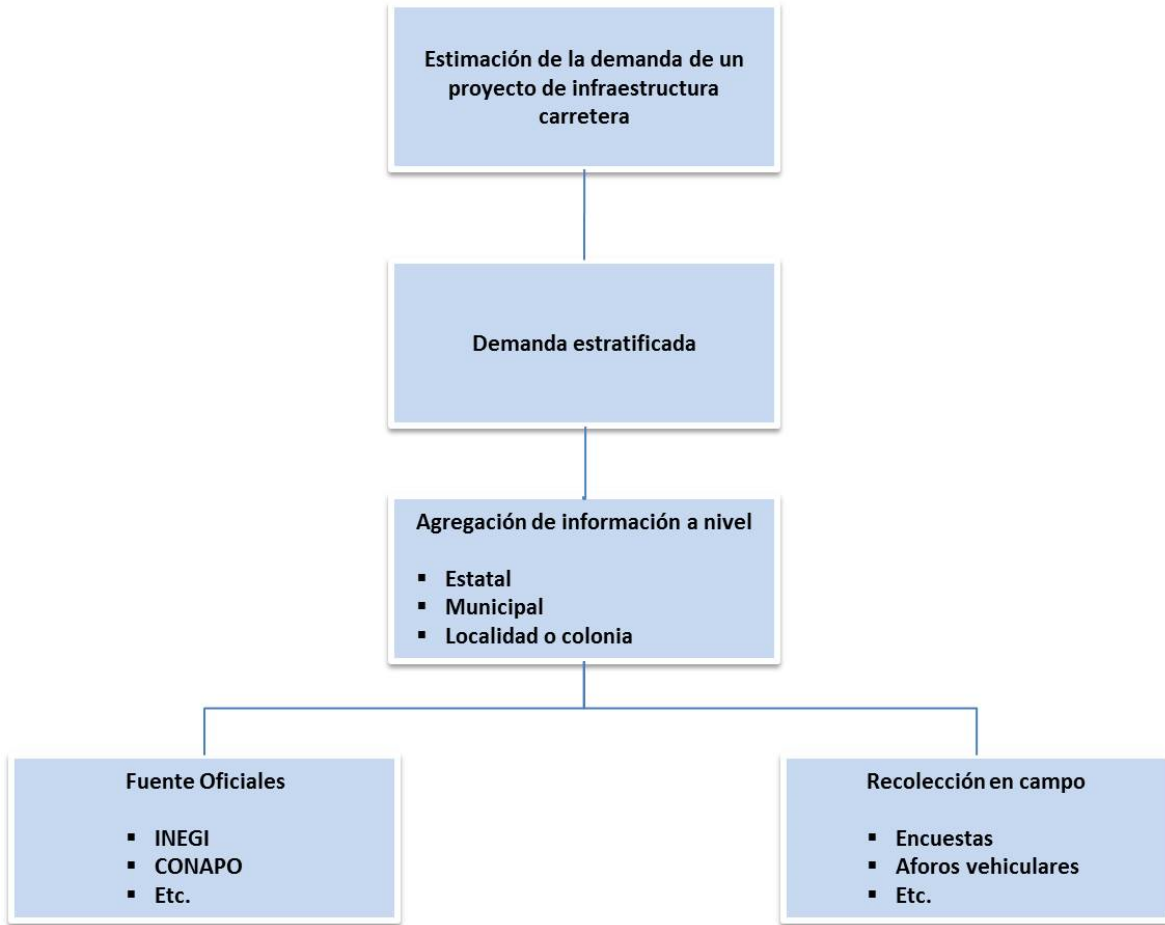 Estimación de la demanda de un
proyecto de infraestructura
carretera
Demanda estratificada
Agregación de información a nivel
▪ Estatal
▪ Municipal
▪ Localidad o colonia
Fuente Oficiales
▪ INEGI
▪ CONAPO
▪ Etc.
Recolección en campo
▪ Encuestas
▪ Aforos vehiculares
▪ Etc.